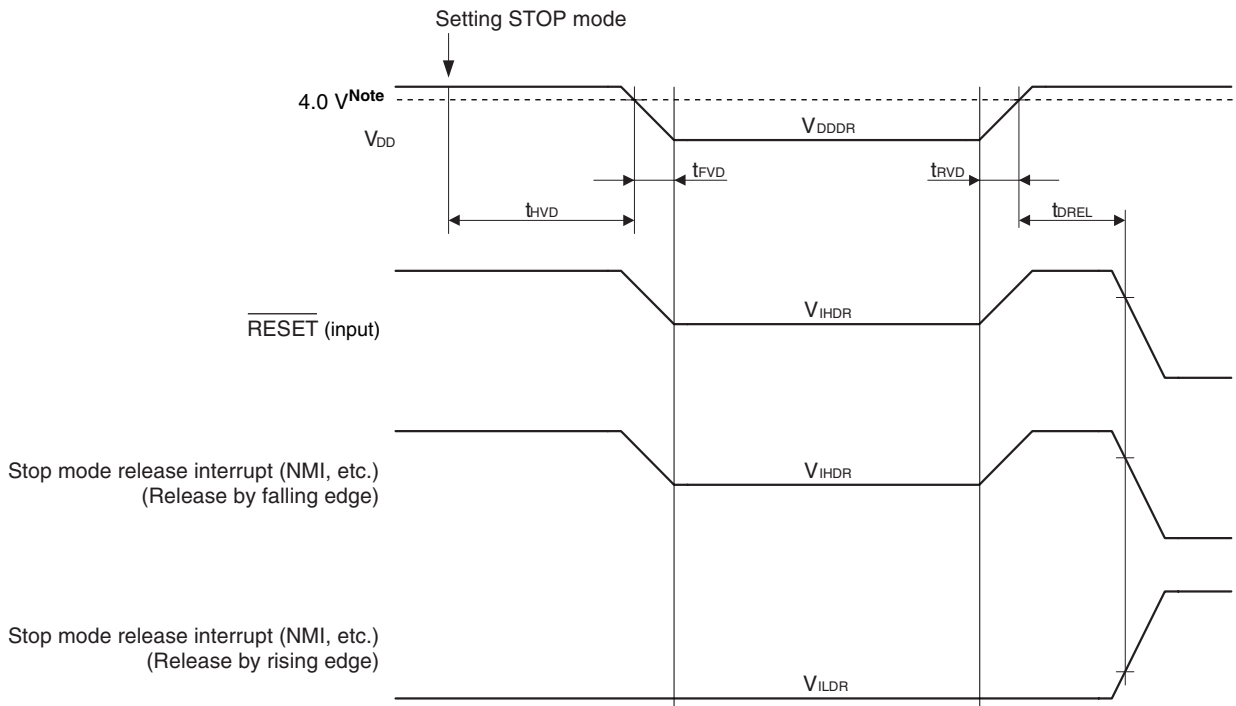 Setting STOP mode
4.0 VNote
VDD
VDDDR
tFVD
tRVD
tHVD
tDREL
RESET (input)
VIHDR
Stop mode release interrupt (NMI, etc.)
(Release by falling edge)
VIHDR
Stop mode release interrupt (NMI, etc.)
(Release by rising edge)
VILDR